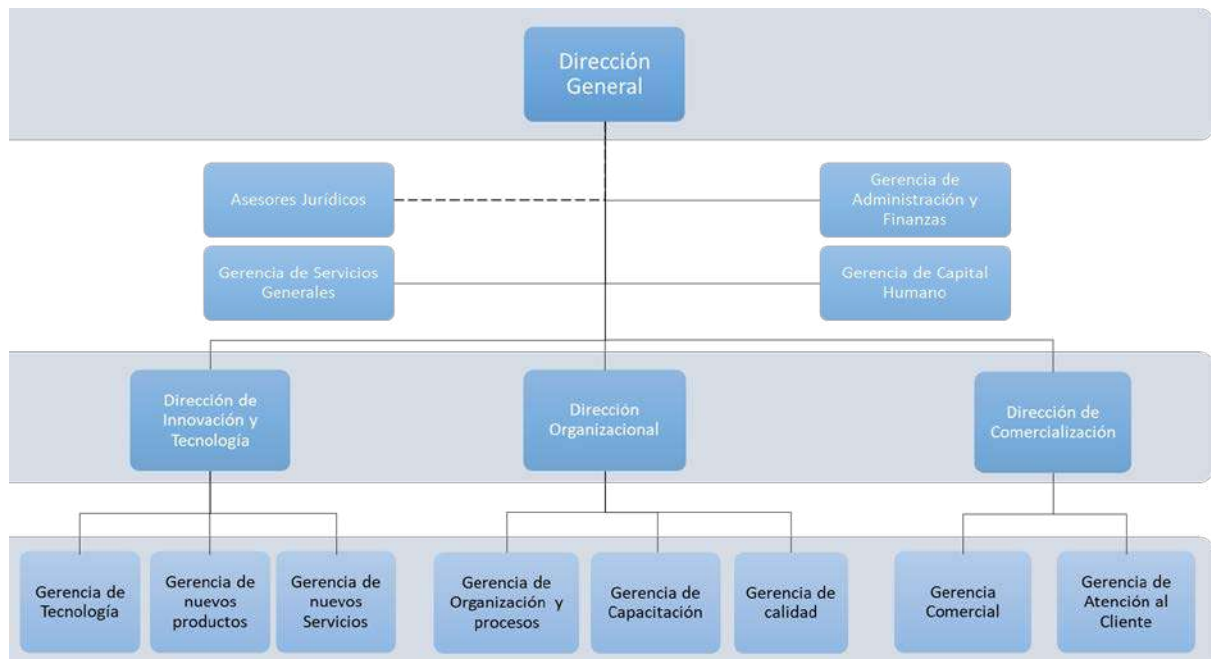 Dirección
General
Asesores Jurídicos
Gerencia de
Administración y
Finanzas
Gerencia de Servicios
Generales
Gerencia de Capital
Humano
Dirección de
Innovación y
Tecnología
Dirección
Organizacional
Dirección de
Comercialización
Gerencia de
Tecnología
Gerencia de
nuevos
productos
Gerencia de
nuevos
Servicios
Gerencia de
Organización y
procesos
Gerencia de
Capacitación
Gerencia de
calidad
Gerencia
Comercial
Gerencia de
Atención al
Cliente